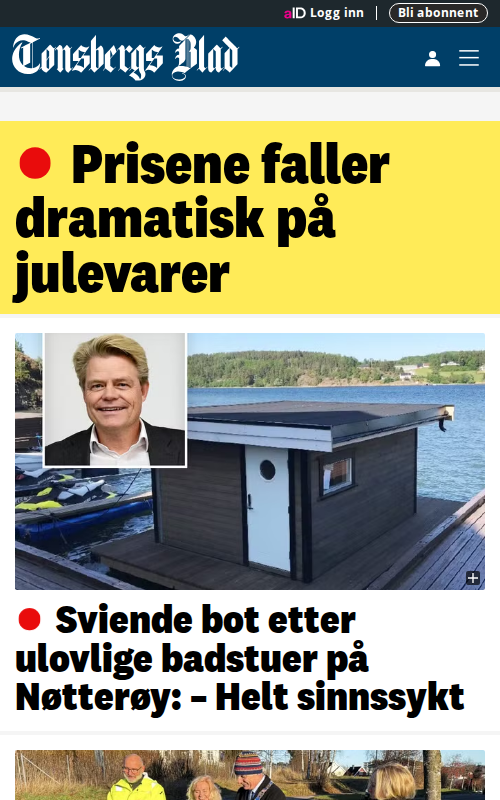 aID Logg inn
Bli abonnent
Tønsbergs Blad
Prisene faller
dramatisk på
julevarer
Sviende bot etter
ulovlige badstuer på
Nøtterøy: – Helt sinnssykt